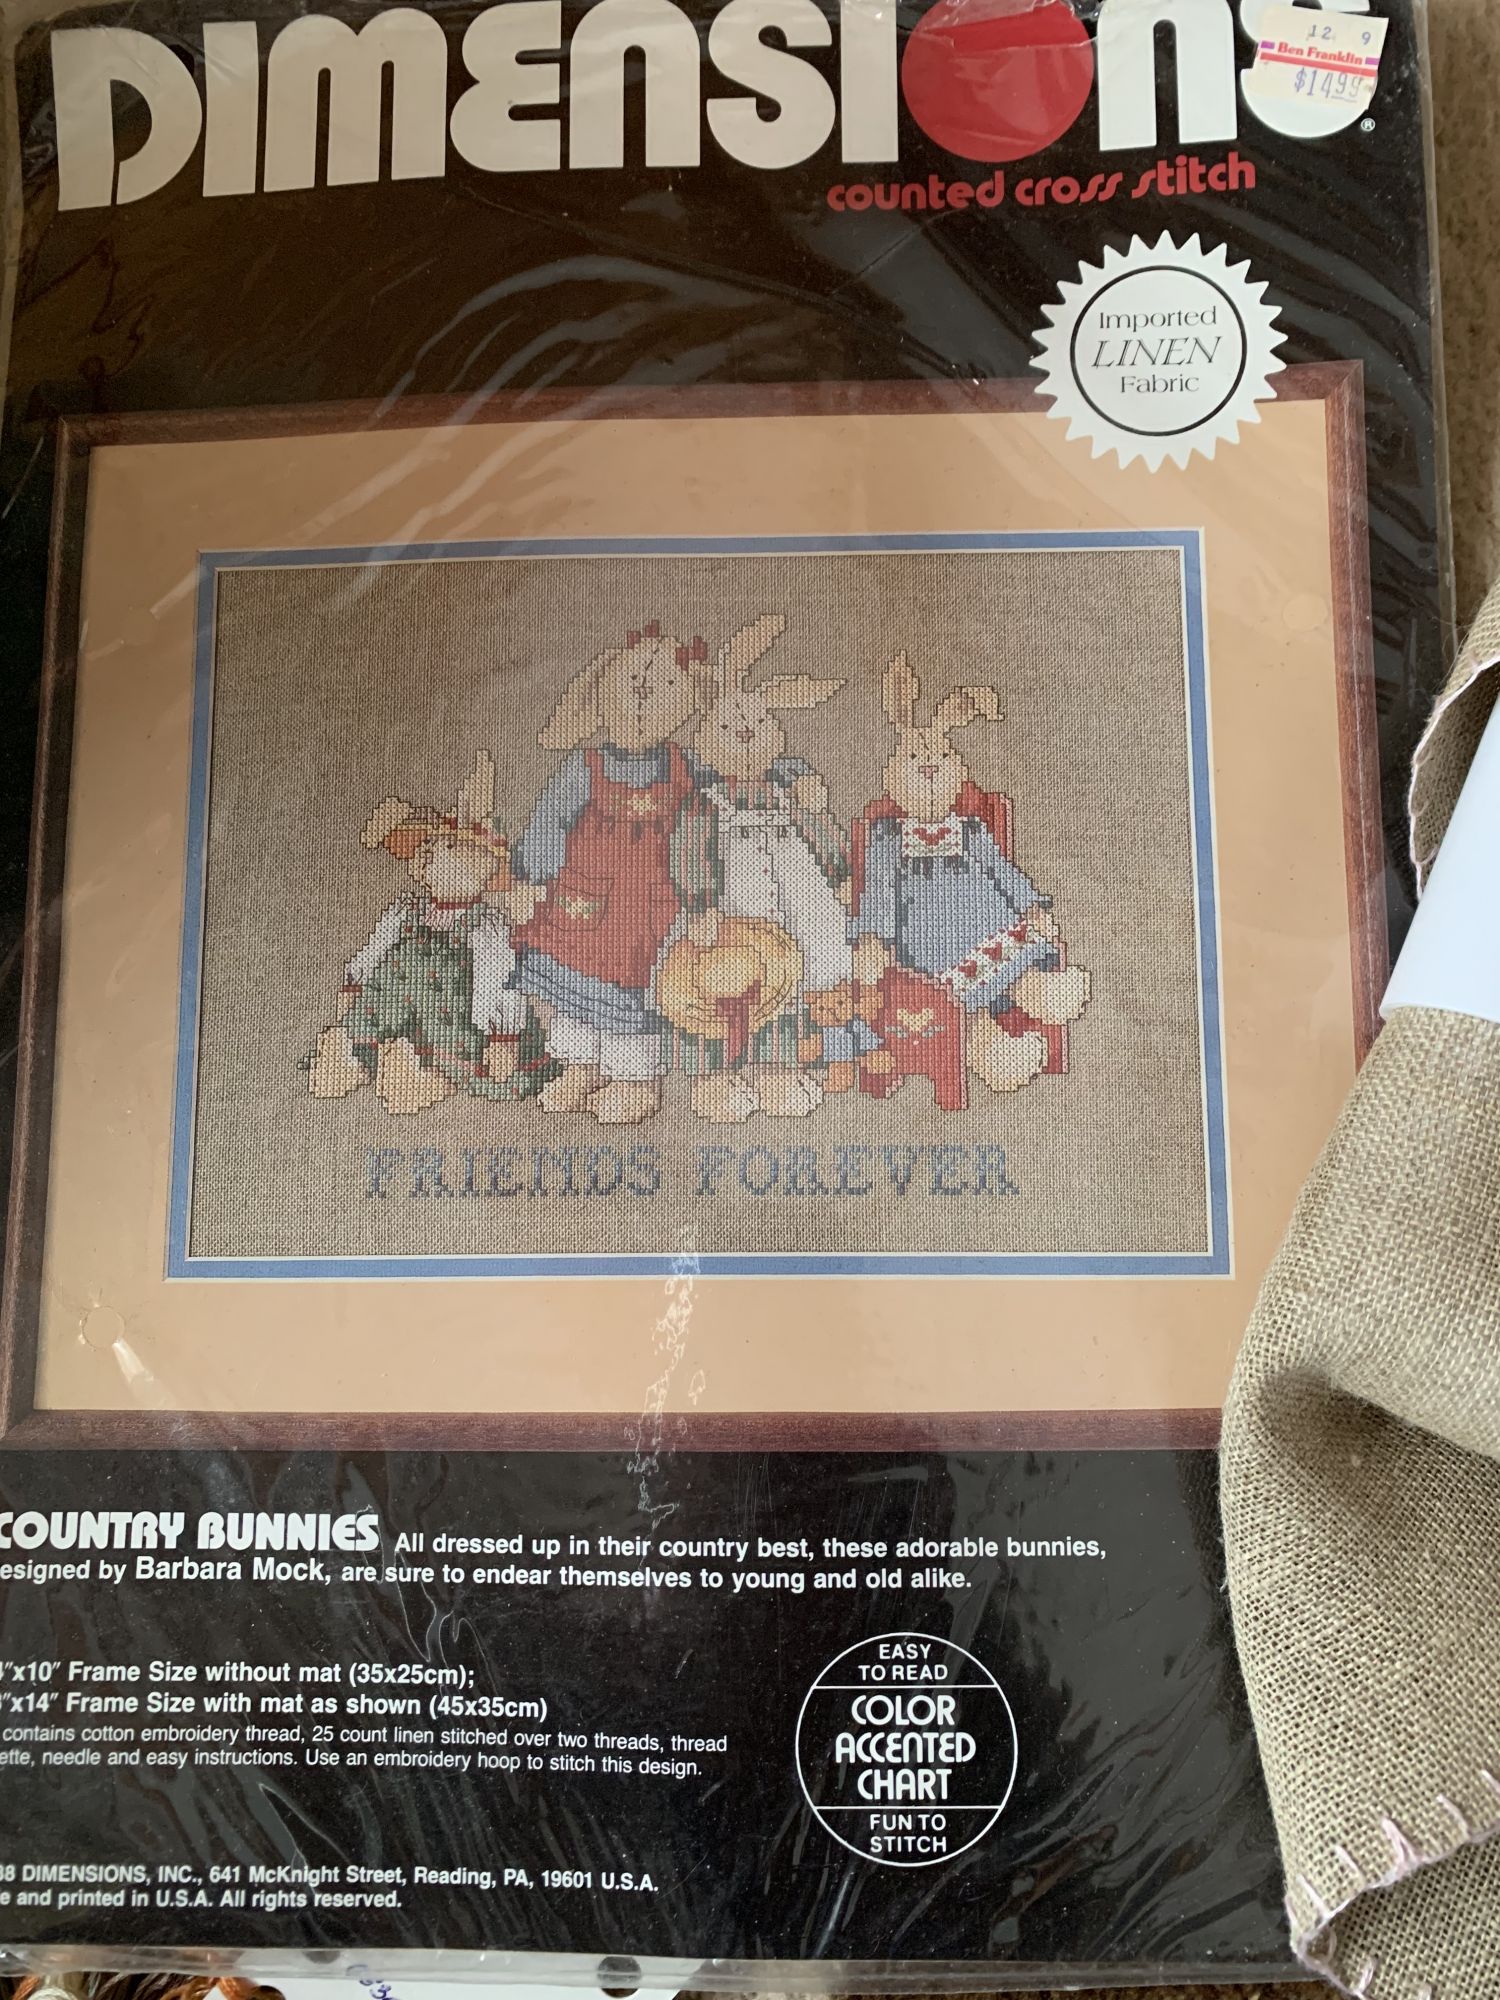 DIMENSIONS
12 9
Ben Franklin
$14.99
®
counted cross stitch
Imported
LINEN
Fabric
FRIENDS FOREVER
COUNTRY BUNNIES All dressed up in their country best, these adorable bunnies,
esigned by Barbara Mock, are sure to endear themselves to young and old alike.
"x10" Frame Size without mat (35x25cm);
"x14" Frame Size with mat as shown (45x35cm)
contains cotton embroidery thread, 25 count linen stitched over two threads, thread
ette, needle and easy instructions. Use an embroidery hoop to stitch this design.
EASY
TO READ
COLOR
ACCENTED
CHART
FUN TO
STITCH
88 DIMENSIONS, INC., 641 McKnight Street, Reading, PA, 19601 U.S.A.
e and printed in U.S.A. All rights reserved.